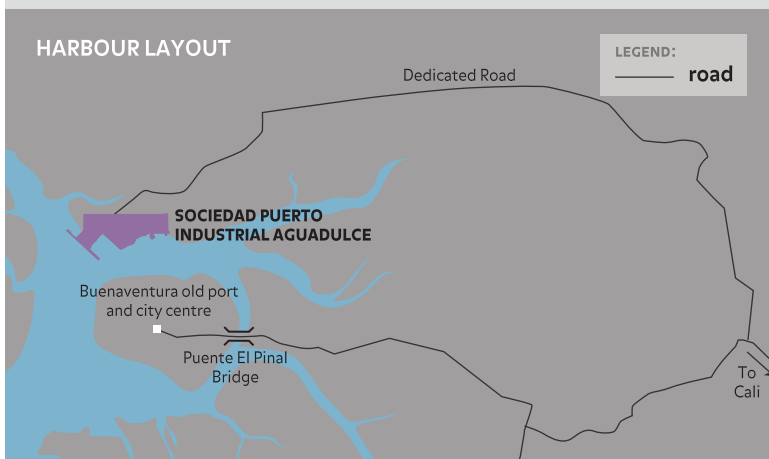 HARBOUR LAYOUT
LEGEND:
road
Dedicated Road
SOCIEDAD PUERTO
INDUSTRIAL AGUADULCE
Buenaventura old port
and city centre
Puente El Pinal
Bridge
To
Cali